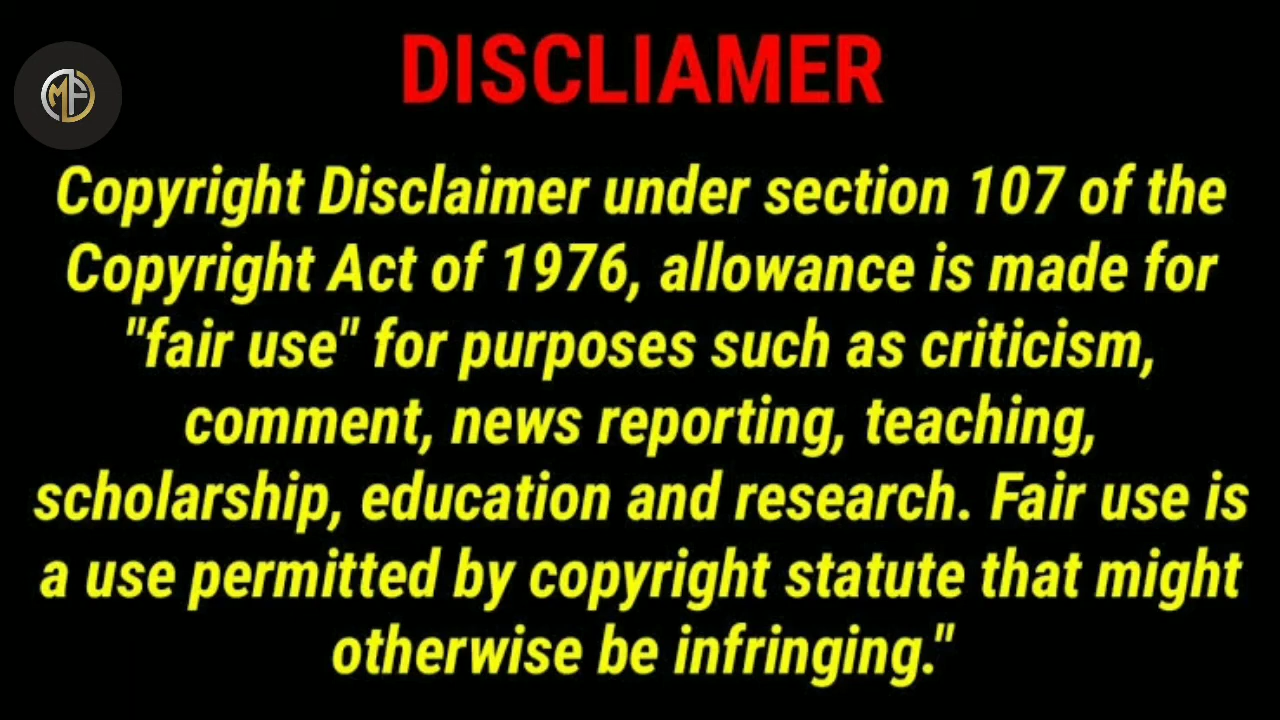 DISCLIAMER
Copyright Disclaimer under section 107 of the
Copyright Act of 1976, allowance is made for
"fair use" for purposes such as criticism,
comment, news reporting, teaching,
scholarship, education and research. Fair use is
a use permitted by copyright statute that might
otherwise be infringing."